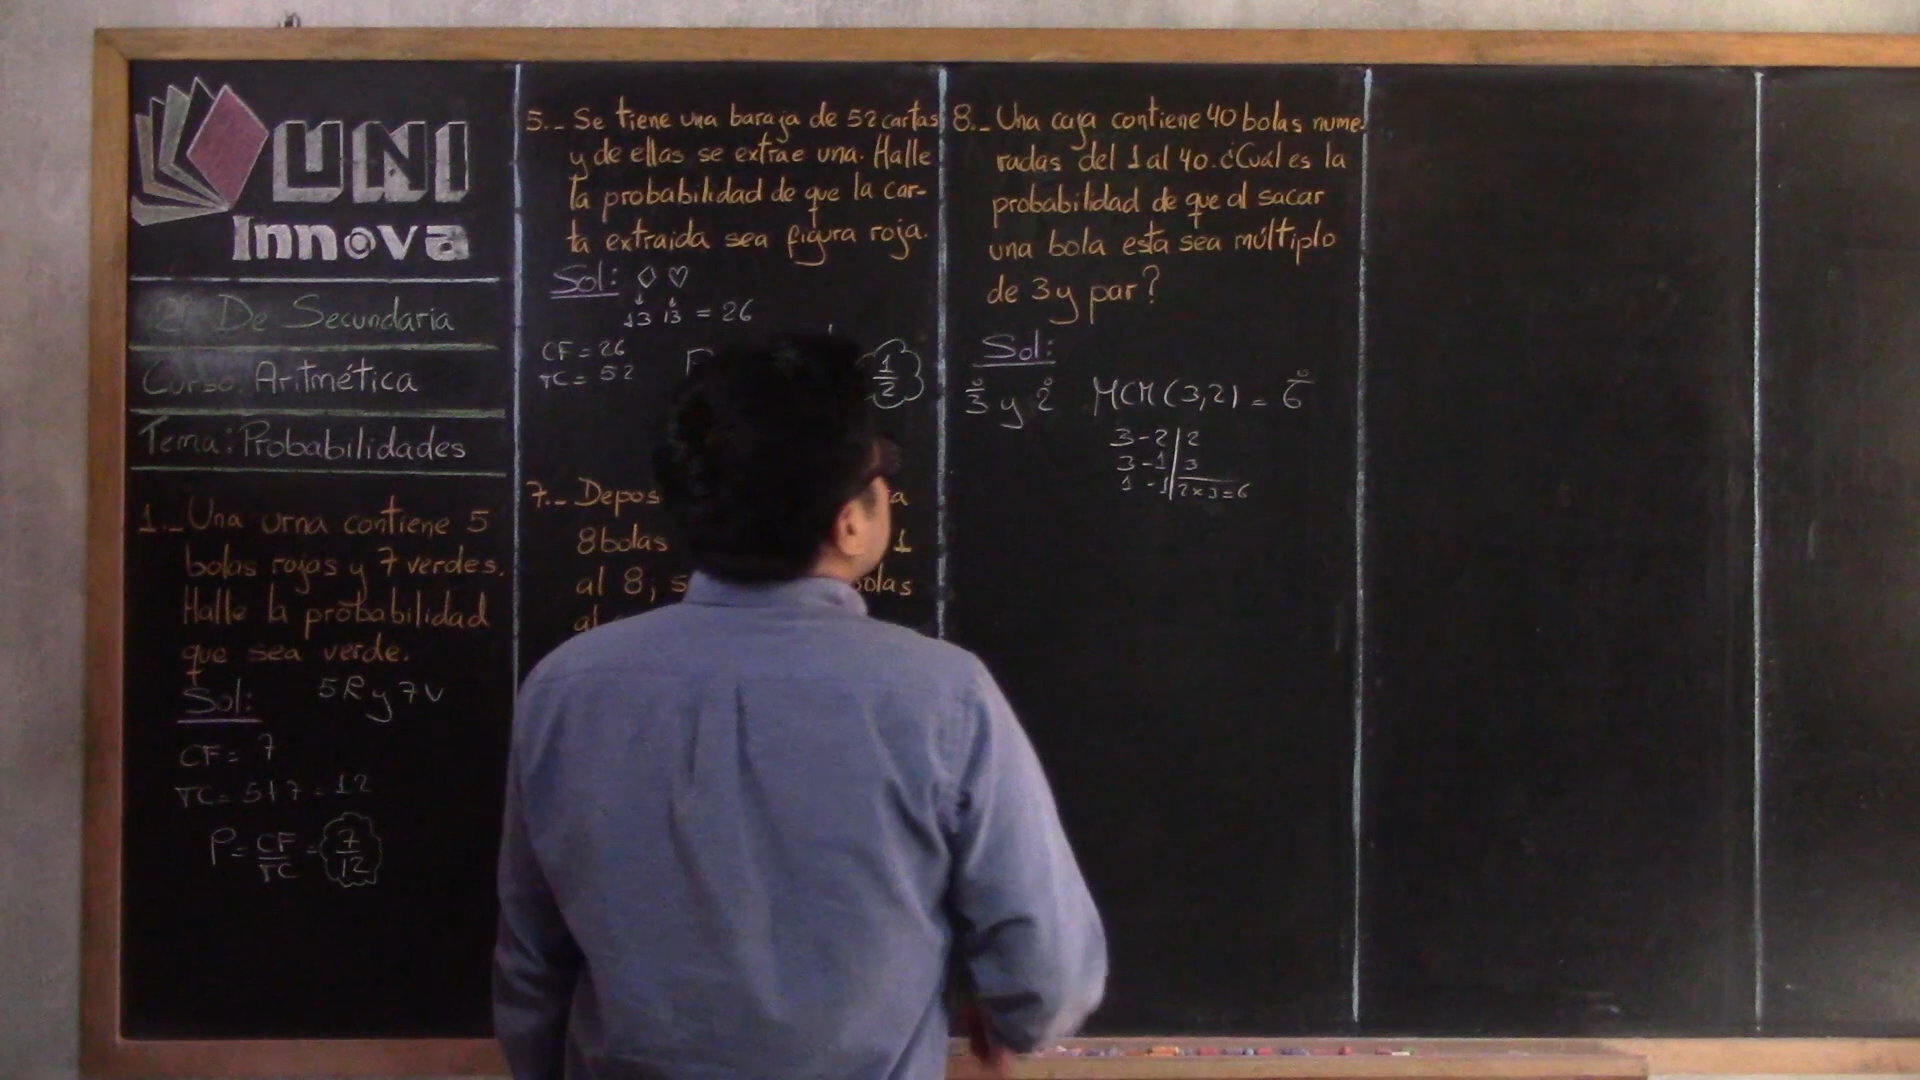 UNI
Innova
2º De Secundaria
Curso: Aritmética
Tema: Probabilidades
1._ Una urna contiene 5
bolas rojas y 7 verdes.
Halle la probabilidad
que sea verde.
Sol: 5R y 7V
CF = 7
TC = 5+7 = 12
P = CF/TC = 7/12
5._ Se tiene una baraja de 52 cartas
y de ellas se extrae una. Halle
la probabilidad de que la car-
ta extraida sea figura roja.
Sol: ◇ ♡
13 13 = 26
CF = 26
TC = 52
1/2
7._ Depos a
8 bolas 1
al 8; s bolas
al
8._ Una caja contiene 40 bolas nume-
radas del 1 al 40. ¿Cuál es la
probabilidad de que al sacar
una bola esta sea múltiplo
de 3 y par?
Sol:
3° y 2° MCM (3,2) = 6°
3 - 2 | 2
3 - 1 | 3
1 - 1 | 2 x 3 = 6